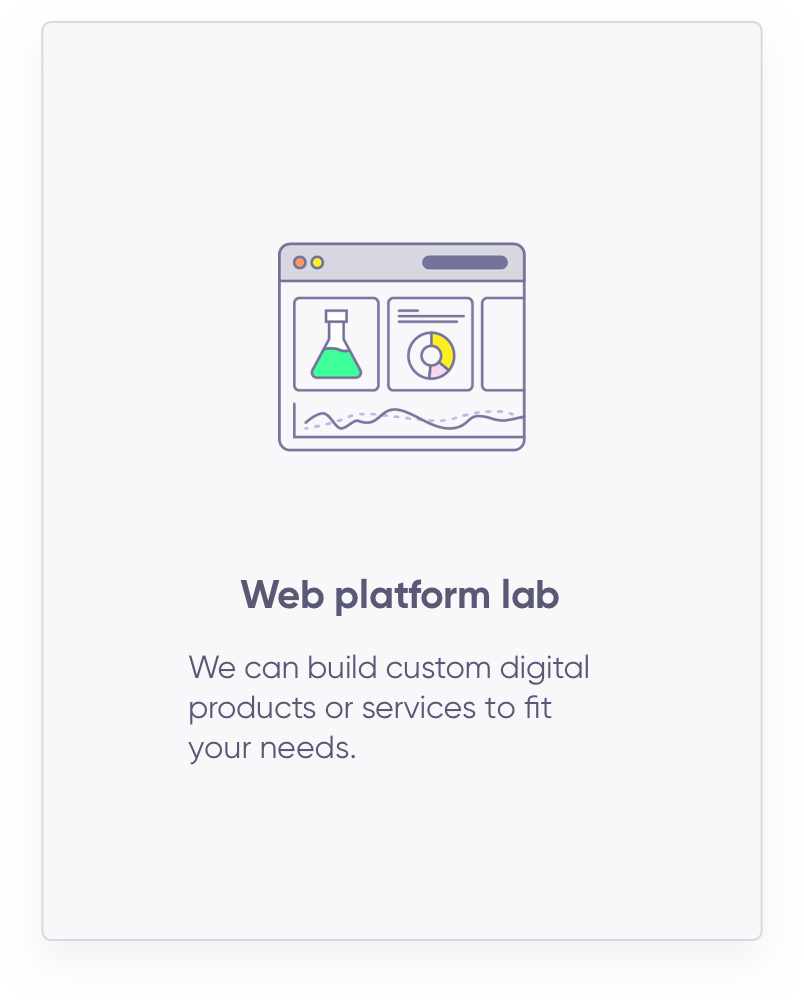 Web platform lab
We can build custom digital
products or services to fit
your needs.